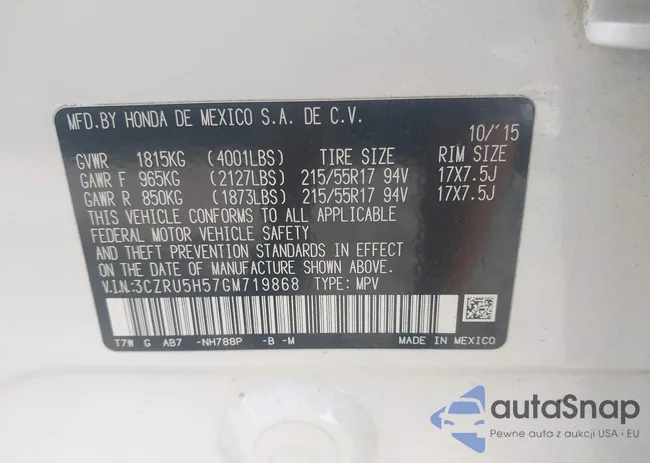 MFD.BY HONDA DE MEXICO S.A. DE C.V.
10/'15
GVWR 1815KG (4001LBS) TIRE SIZE RIM SIZE
GAWR F 965KG (2127LBS) 215/55R17 94V 17X7.5J
GAWR R 850KG (1873LBS) 215/55R17 94V 17X7.5J
THIS VEHICLE CONFORMS TO ALL APPLICABLE
FEDERAL MOTOR VEHICLE SAFETY
AND THEFT PREVENTION STANDARDS IN EFFECT
ON THE DATE OF MANUFACTURE SHOWN ABOVE.
V.I.N:3CZRU5H57GM719868 TYPE: MPV
T7W G AB7 -NH788P -B -M MADE IN MEXICO
autoSnap
Pewne auta z aukcji USA i EU